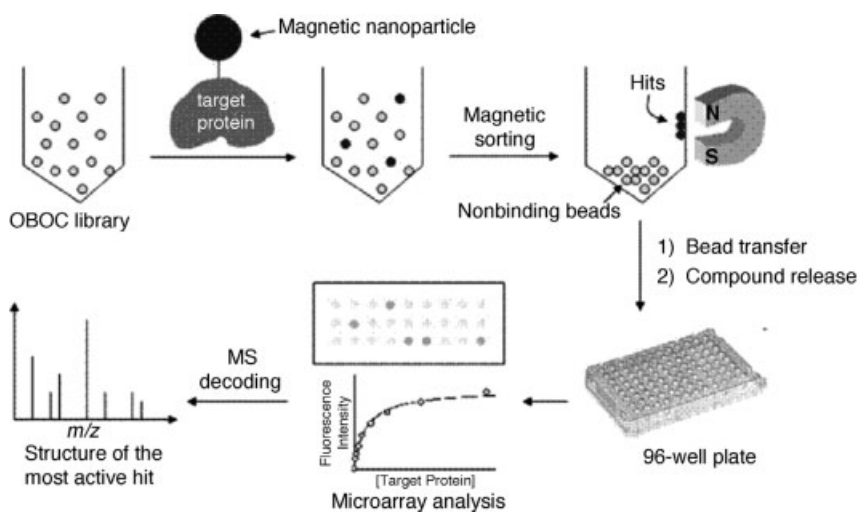 Magnetic nanoparticle
target
protein
OBOC library
Magnetic
sorting
Hits
N
S
Nonbinding beads
1) Bead transfer
2) Compound release
96-well plate
Fluorescence
Intensity
[Target Protein]
Microarray analysis
MS
decoding
m/z
Structure of the
most active hit